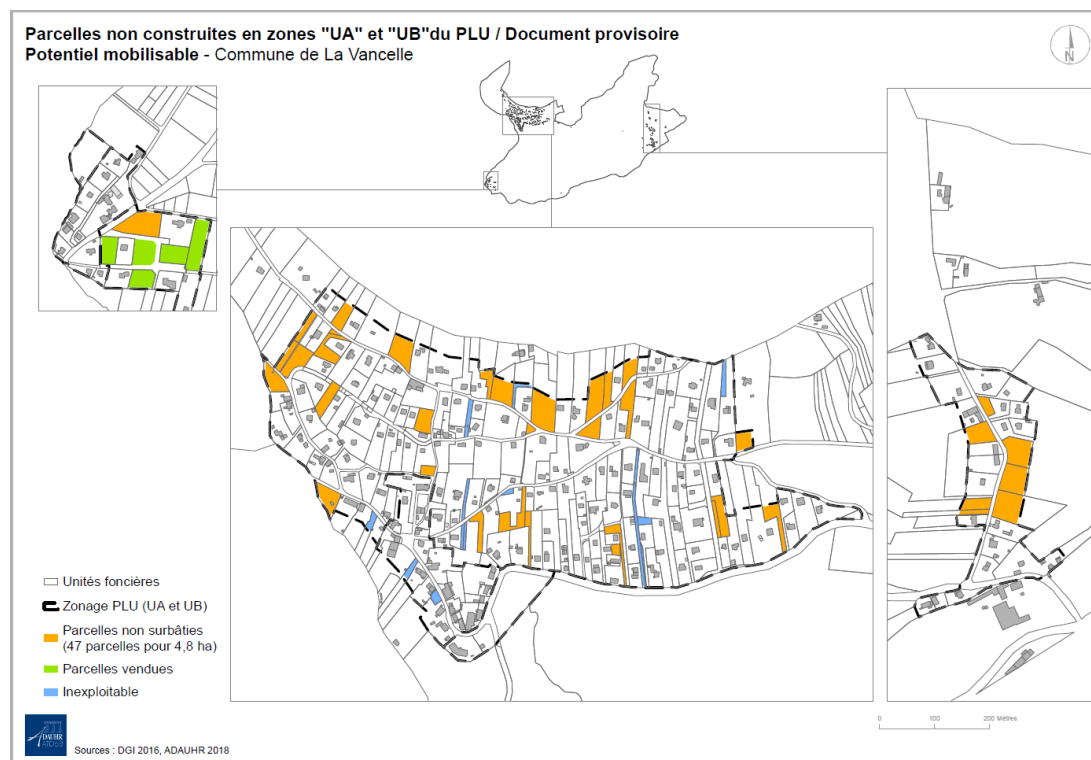 Parcelles non construites en zones "UA" et "UB"du PLU / Document provisoire
Potentiel mobilisable - Commune de La Vancelle
N
Unités foncières
Zonage PLU (UA et UB)
Parcelles non surbâties
(47 parcelles pour 4,8 ha)
Parcelles vendues
Inexploitable
0 100 200 Mètres
ADAUHR
Sources : DGI 2016, ADAUHR 2018